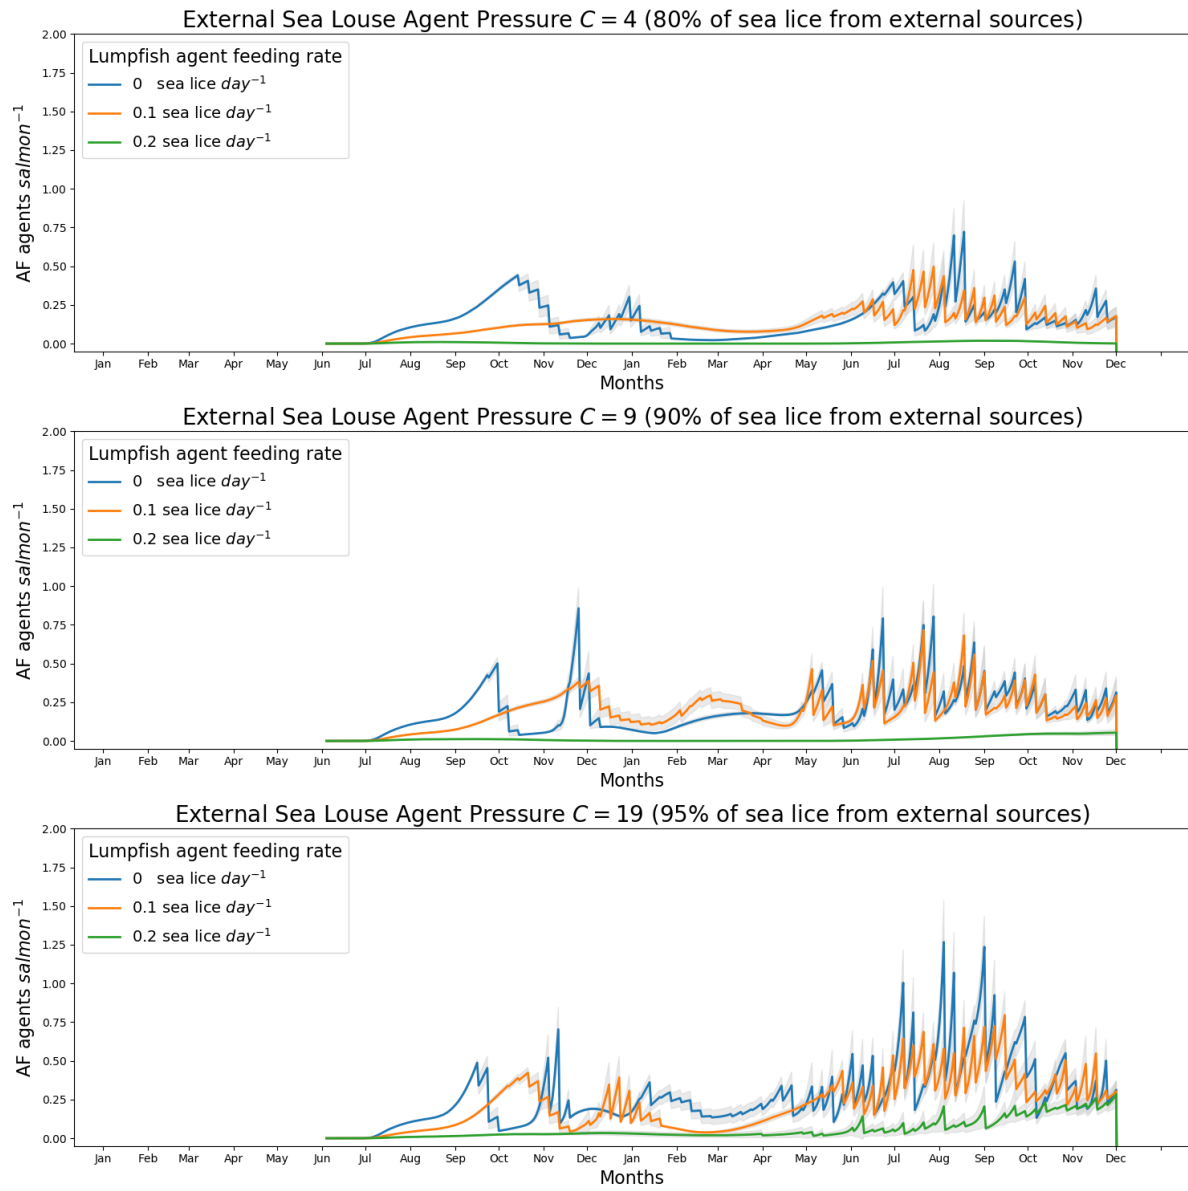 External Sea Louse Agent Pressure C = 4 (80% of sea lice from external sources)
2.00
1.75
1.50
1.25
1.00
0.75
0.50
0.25
0.00
AF agents salmon⁻¹
Lumpfish agent feeding rate
0 sea lice day⁻¹
0.1 sea lice day⁻¹
0.2 sea lice day⁻¹
Jan Feb Mar Apr May Jun Jul Aug Sep Oct Nov Dec Jan Feb Mar Apr May Jun Jul Aug Sep Oct Nov Dec
Months
External Sea Louse Agent Pressure C = 9 (90% of sea lice from external sources)
2.00
1.75
1.50
1.25
1.00
0.75
0.50
0.25
0.00
AF agents salmon⁻¹
Lumpfish agent feeding rate
0 sea lice day⁻¹
0.1 sea lice day⁻¹
0.2 sea lice day⁻¹
Jan Feb Mar Apr May Jun Jul Aug Sep Oct Nov Dec Jan Feb Mar Apr May Jun Jul Aug Sep Oct Nov Dec
Months
External Sea Louse Agent Pressure C = 19 (95% of sea lice from external sources)
2.00
1.75
1.50
1.25
1.00
0.75
0.50
0.25
0.00
AF agents salmon⁻¹
Lumpfish agent feeding rate
0 sea lice day⁻¹
0.1 sea lice day⁻¹
0.2 sea lice day⁻¹
Jan Feb Mar Apr May Jun Jul Aug Sep Oct Nov Dec Jan Feb Mar Apr May Jun Jul Aug Sep Oct Nov Dec
Months